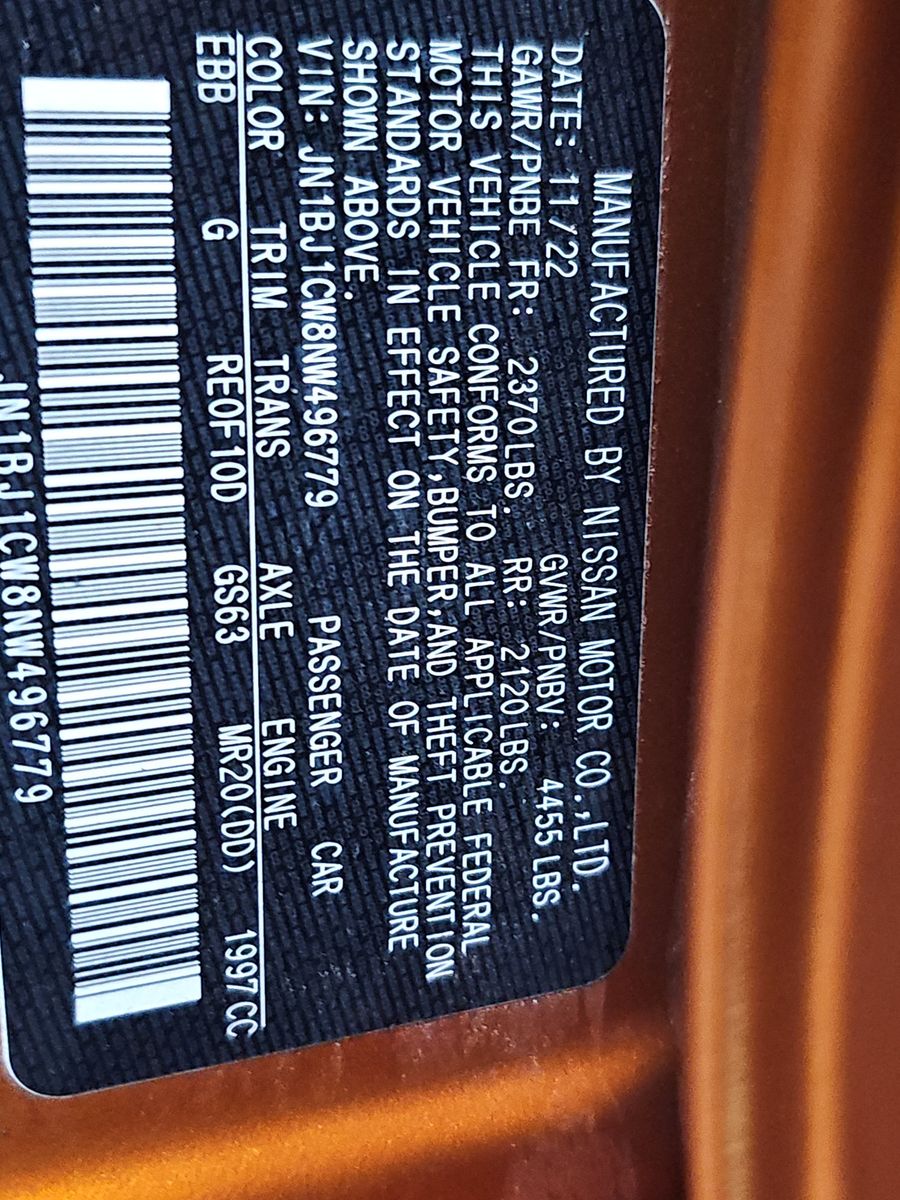 MANUFACTURED BY NISSAN MOTOR CO.,LTD.
DATE: 11/22 GVWR/PNBV: 4455 LBS.
GAWR/PNBE FR: 2370LBS. RR: 2120LBS.
THIS VEHICLE CONFORMS TO ALL APPLICABLE FEDERAL
MOTOR VEHICLE SAFETY,BUMPER,AND THEFT PREVENTION
STANDARDS IN EFFECT ON THE DATE OF MANUFACTURE
SHOWN ABOVE.
VIN: JN1BJ1CW8NW496779 PASSENGER CAR
COLOR TRIM TRANS AXLE ENGINE
EBB G RE0F10D GS63 MR20(DD) 1997CC
JN1BJ1CW8NW496779